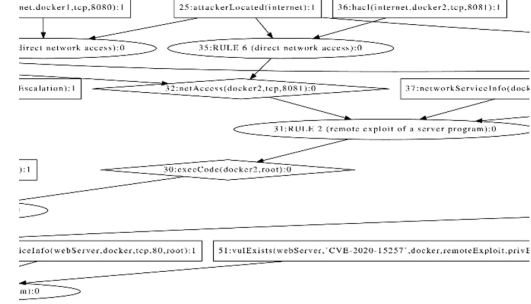 net,docker1,tcp,8080):1
25:attackerLocated(internet):1
36:hacl(internet,docker2,tcp,8081):1
(direct network access):0
35:RULE 6 (direct network access):0
Escalation):1
32:netAccess(docker2,tcp,8081):0
37:networkServiceInfo(dock
31:RULE 2 (remote exploit of a server program):0
):1
30:execCode(docker2,root):0
iceInfo(webServer,docker,tcp,80,root):1
51:vulExists(webServer,'CVE-2020-15257',docker,remoteExploit,privE
m):0